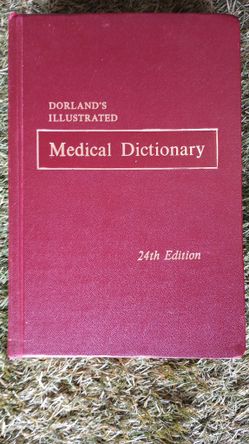 DORLAND'S
ILLUSTRATED
Medical Dictionary
24th Edition